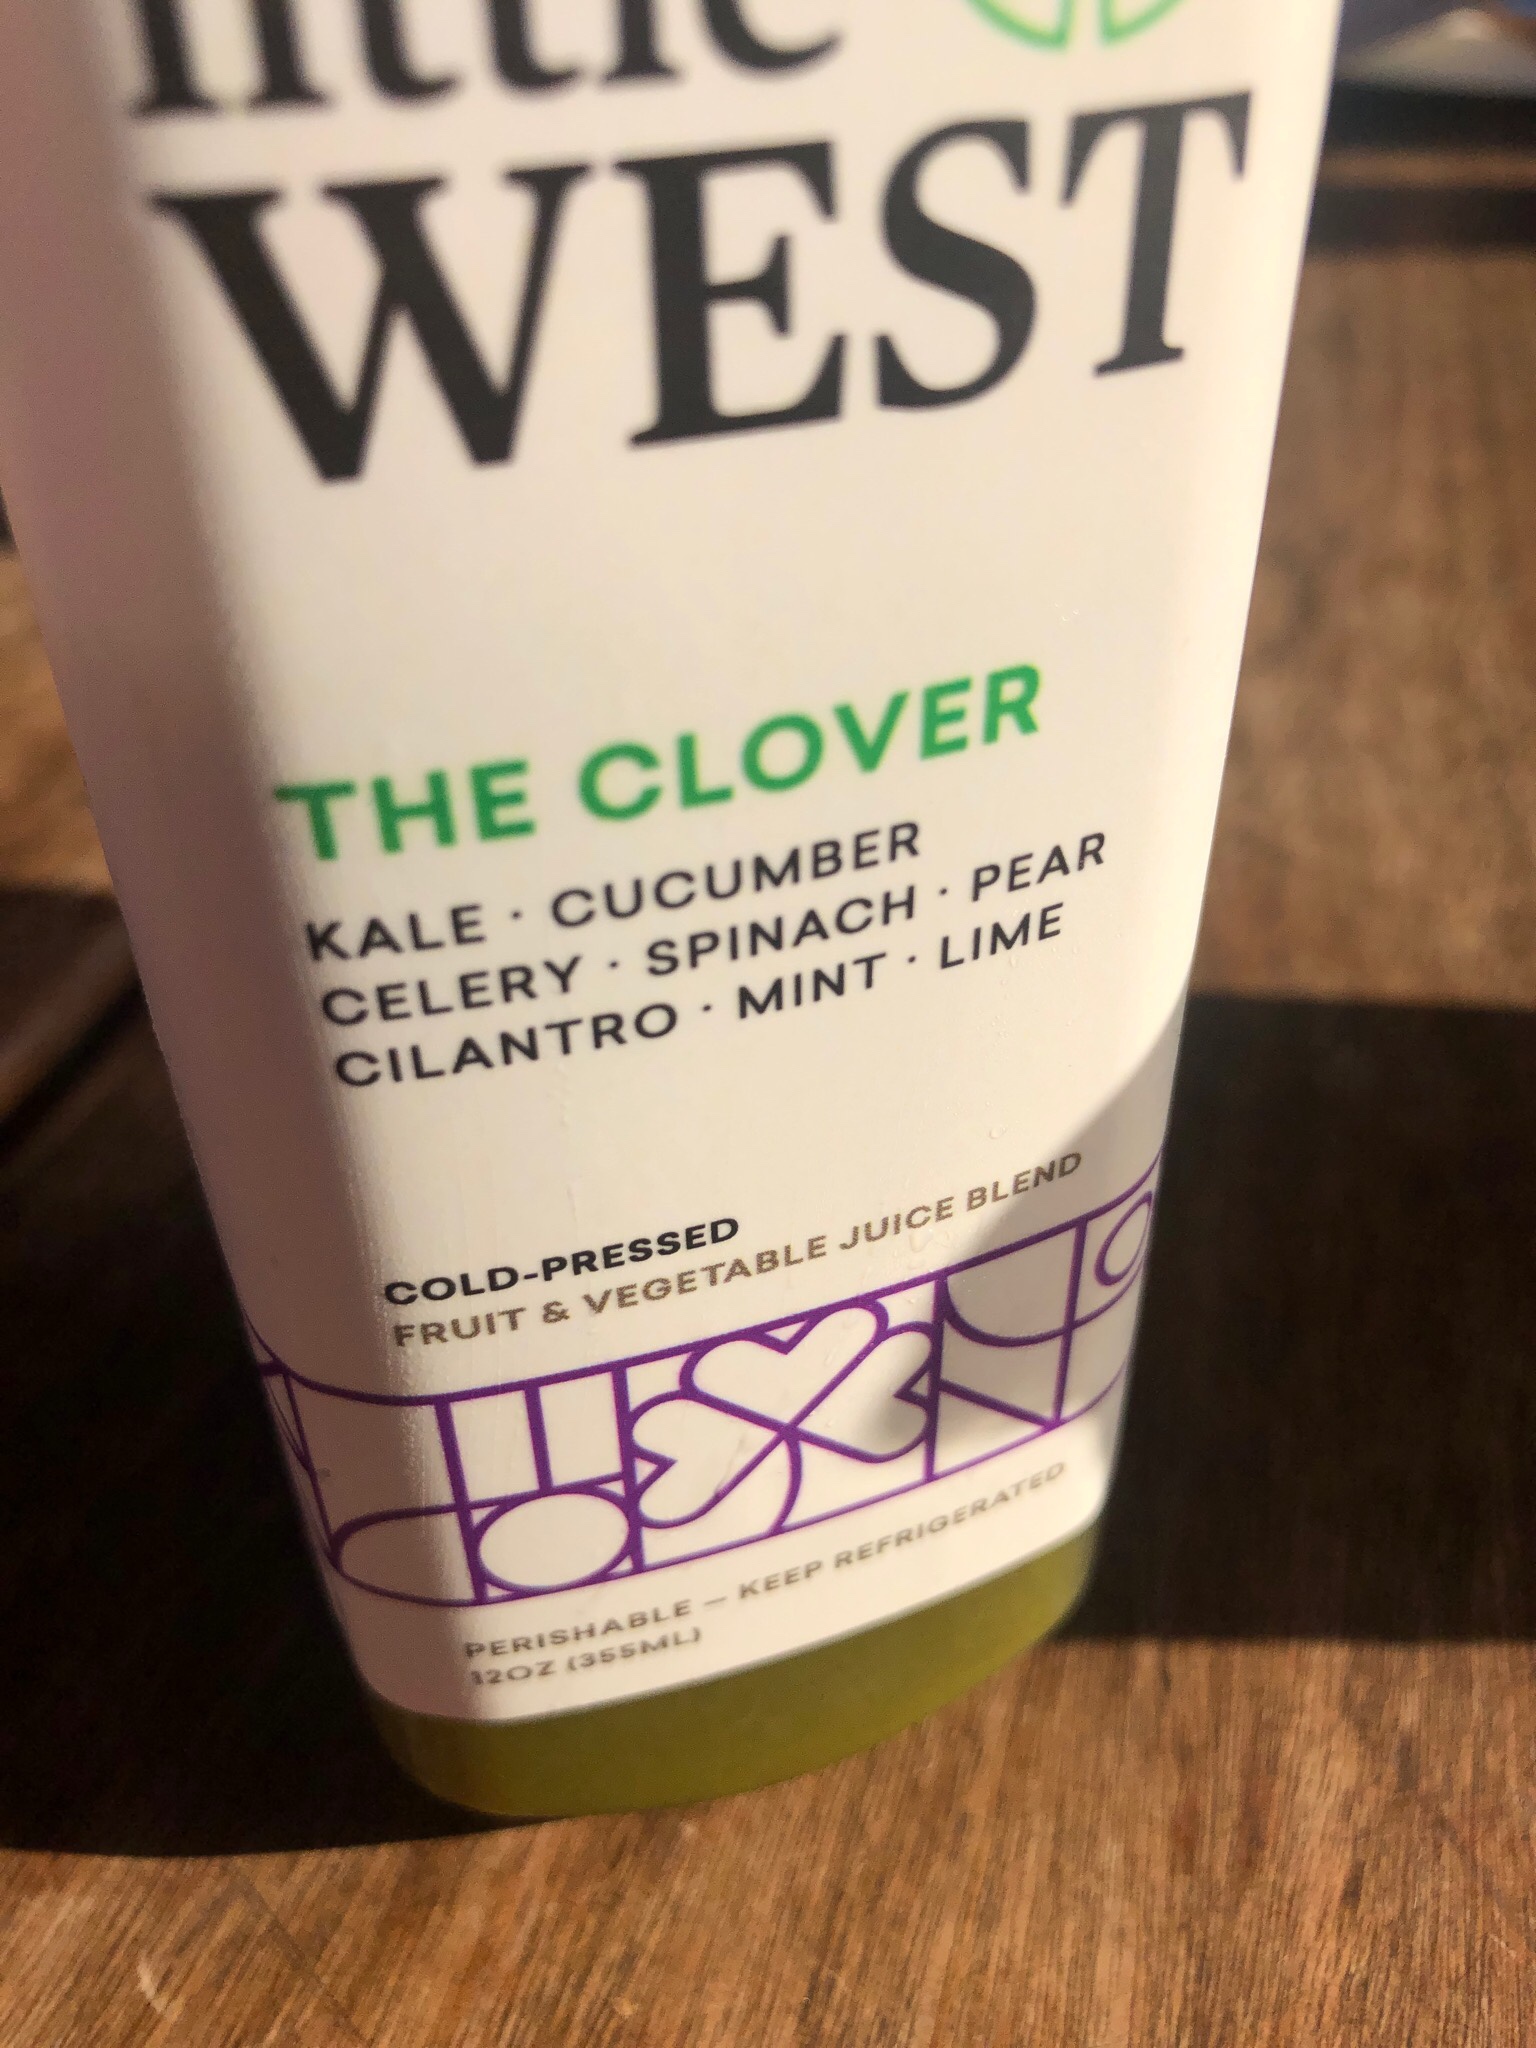 little
WEST
THE CLOVER
KALE · CUCUMBER
CELERY · SPINACH · PEAR
CILANTRO · MINT · LIME
COLD-PRESSED
FRUIT & VEGETABLE JUICE BLEND
PERISHABLE — KEEP REFRIGERATED
12OZ (355ML)